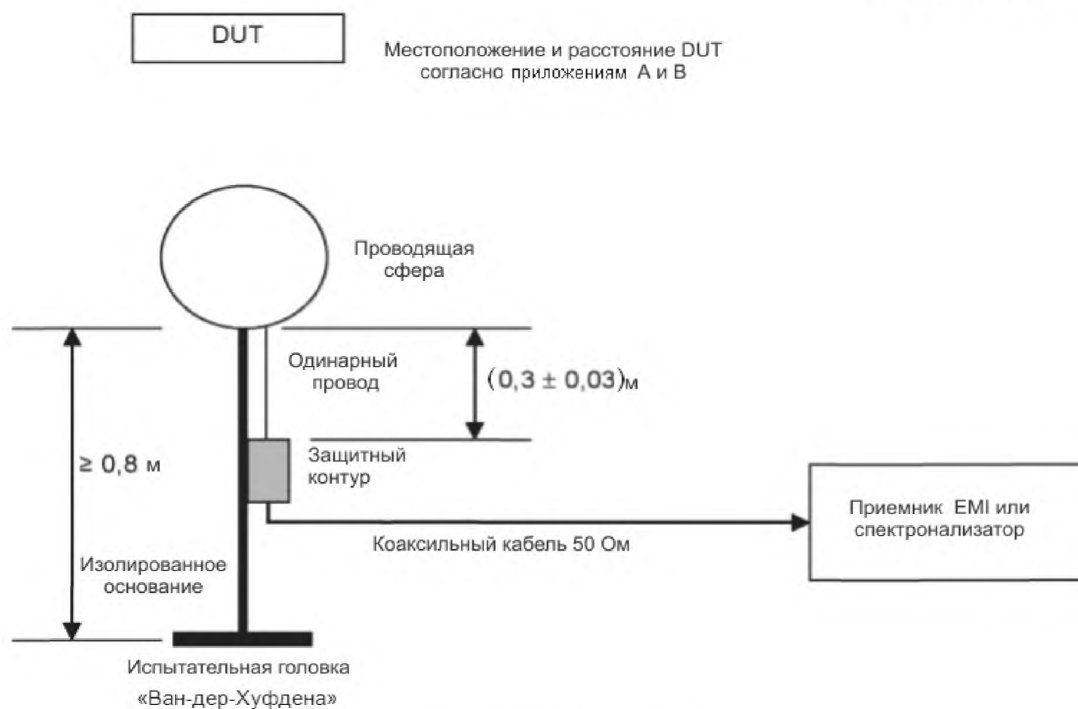 DUT
Местоположение и расстояние DUT
согласно приложениям А и В
Проводящая
сфера
Одинарный
провод
(0,3 ± 0,03)м
≥ 0,8 м
Защитный
контур
Приемник EMI или
спектронализатор
Коаксильный кабель 50 Ом
Изолированное
основание
Испытательная головка
«Ван-дер-Хуфдена»